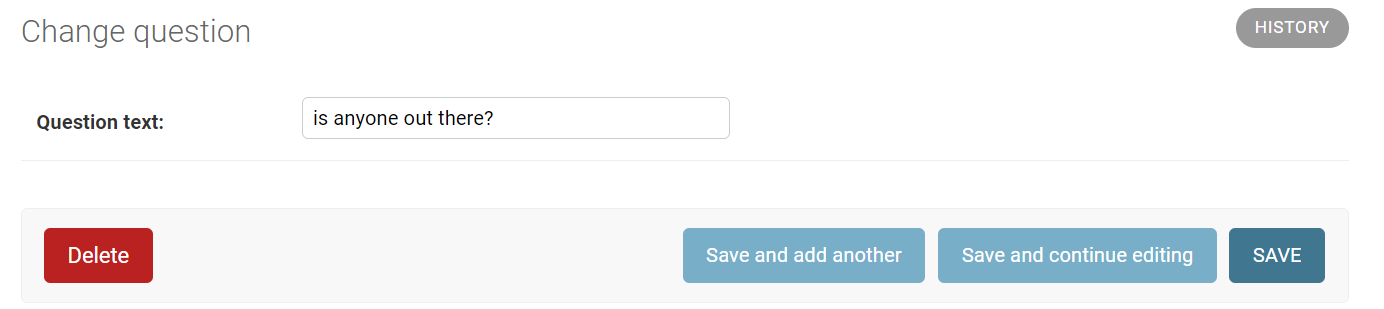 Change question
HISTORY
Question text:
is anyone out there?
Delete
Save and add another
Save and continue editing
SAVE